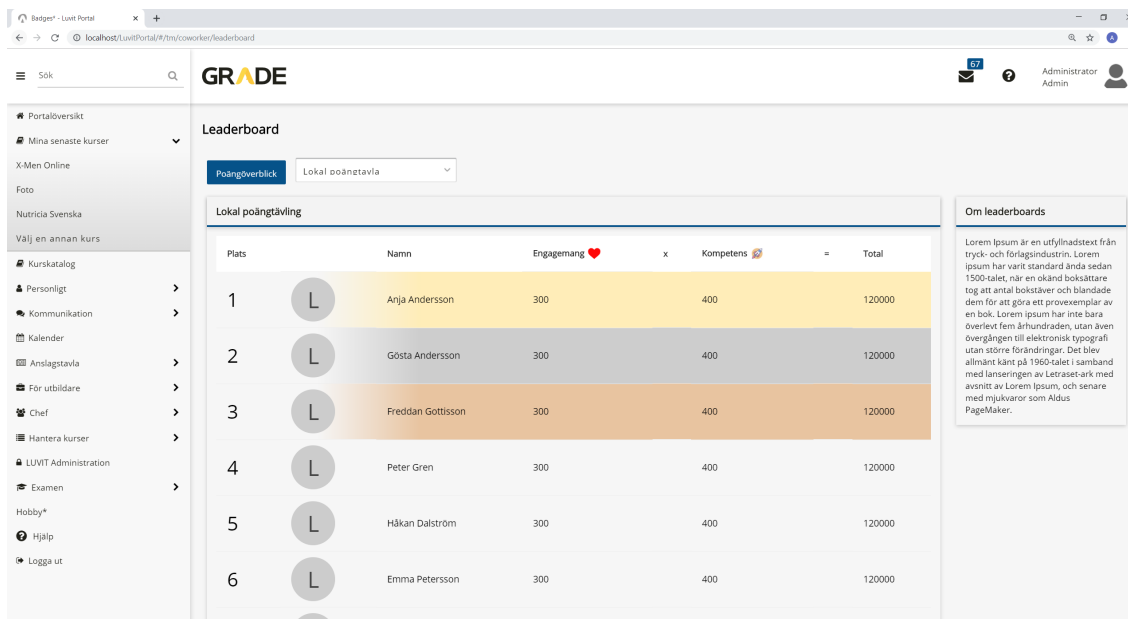 Badges* - Luvit Portal
localhost/LuvitPortal/#/tm/coworker/leaderboard
Sök
GRADE
67
Administrator
Admin
Portalöversikt
Mina senaste kurser
X-Men Online
Foto
Nutricia Svenska
Välj en annan kurs
Kurskatalog
Personligt
Kommunikation
Kalender
Anslagstavla
För utbildare
Chef
Hantera kurser
LUVIT Administration
Examen
Hobby*
Hjälp
Logga ut
Leaderboard
Poängöverblick
Lokal poängtavla
Lokal poängtävling
Plats Namn Engagemang x Kompetens = Total
1 L Anja Andersson 300 400 120000
2 L Gösta Andersson 300 400 120000
3 L Freddan Gottisson 300 400 120000
4 L Peter Gren 300 400 120000
5 L Håkan Dalström 300 400 120000
6 L Emma Petersson 300 400 120000
Om leaderboards
Lorem Ipsum är en utfyllnadstext från
tryck- och förlagsindustrin. Lorem
ipsum har varit standard ända sedan
1500-talet, när en okänd boksättare
tog att antal bokstäver och blandade
dem för att göra ett provexemplar av
en bok. Lorem ipsum har inte bara
överlevt fem århundraden, utan även
övergången till elektronisk typografi
utan större förändringar. Det blev
allmänt känt på 1960-talet i samband
med lanseringen av Letraset-ark med
avsnitt av Lorem Ipsum, och senare
med mjukvaror som Aldus
PageMaker.